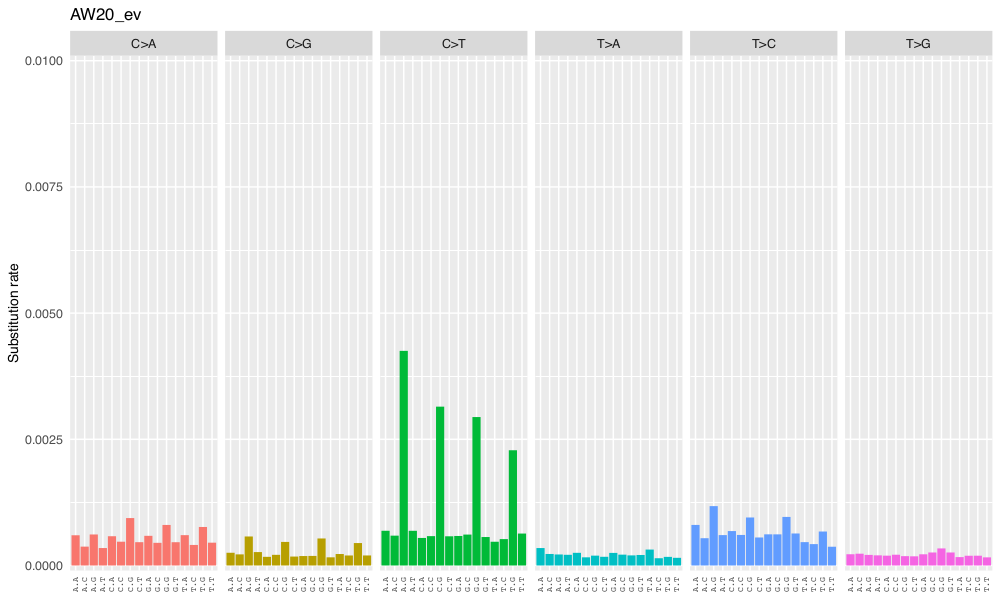 AW20_ev
C>A C>G C>T T>A T>C T>G
0.0100
0.0075
0.0050
0.0025
0.0000
Substitution rate
A.A A.C A.G A.T C.A C.C C.G C.T G.A G.C G.G G.T T.A T.C T.G T.T A.A A.C A.G A.T C.A C.C C.G C.T G.A G.C G.G G.T T.A T.C T.G T.T A.A A.C A.G A.T C.A C.C C.G C.T G.A G.C G.G G.T T.A T.C T.G T.T A.A A.C A.G A.T C.A C.C C.G C.T G.A G.C G.G G.T T.A T.C T.G T.T A.A A.C A.G A.T C.A C.C C.G C.T G.A G.C G.G G.T T.A T.C T.G T.T A.A A.C A.G A.T C.A C.C C.G C.T G.A G.C G.G G.T T.A T.C T.G T.T